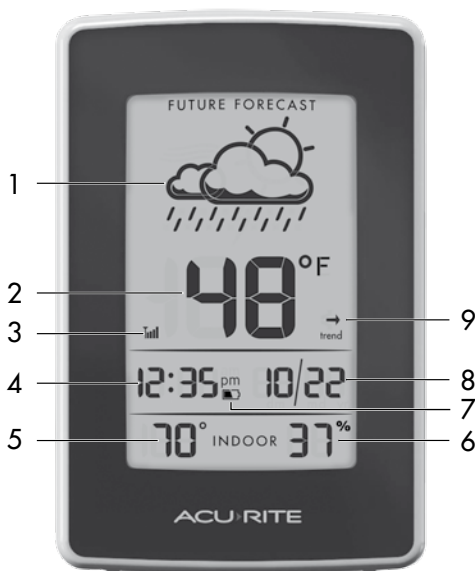 FUTURE FORECAST
1
2
48°F
3
9
trend
4
12:35 pm
10/22
8
7
5
70° INDOOR 37%
6
ACU›RITE